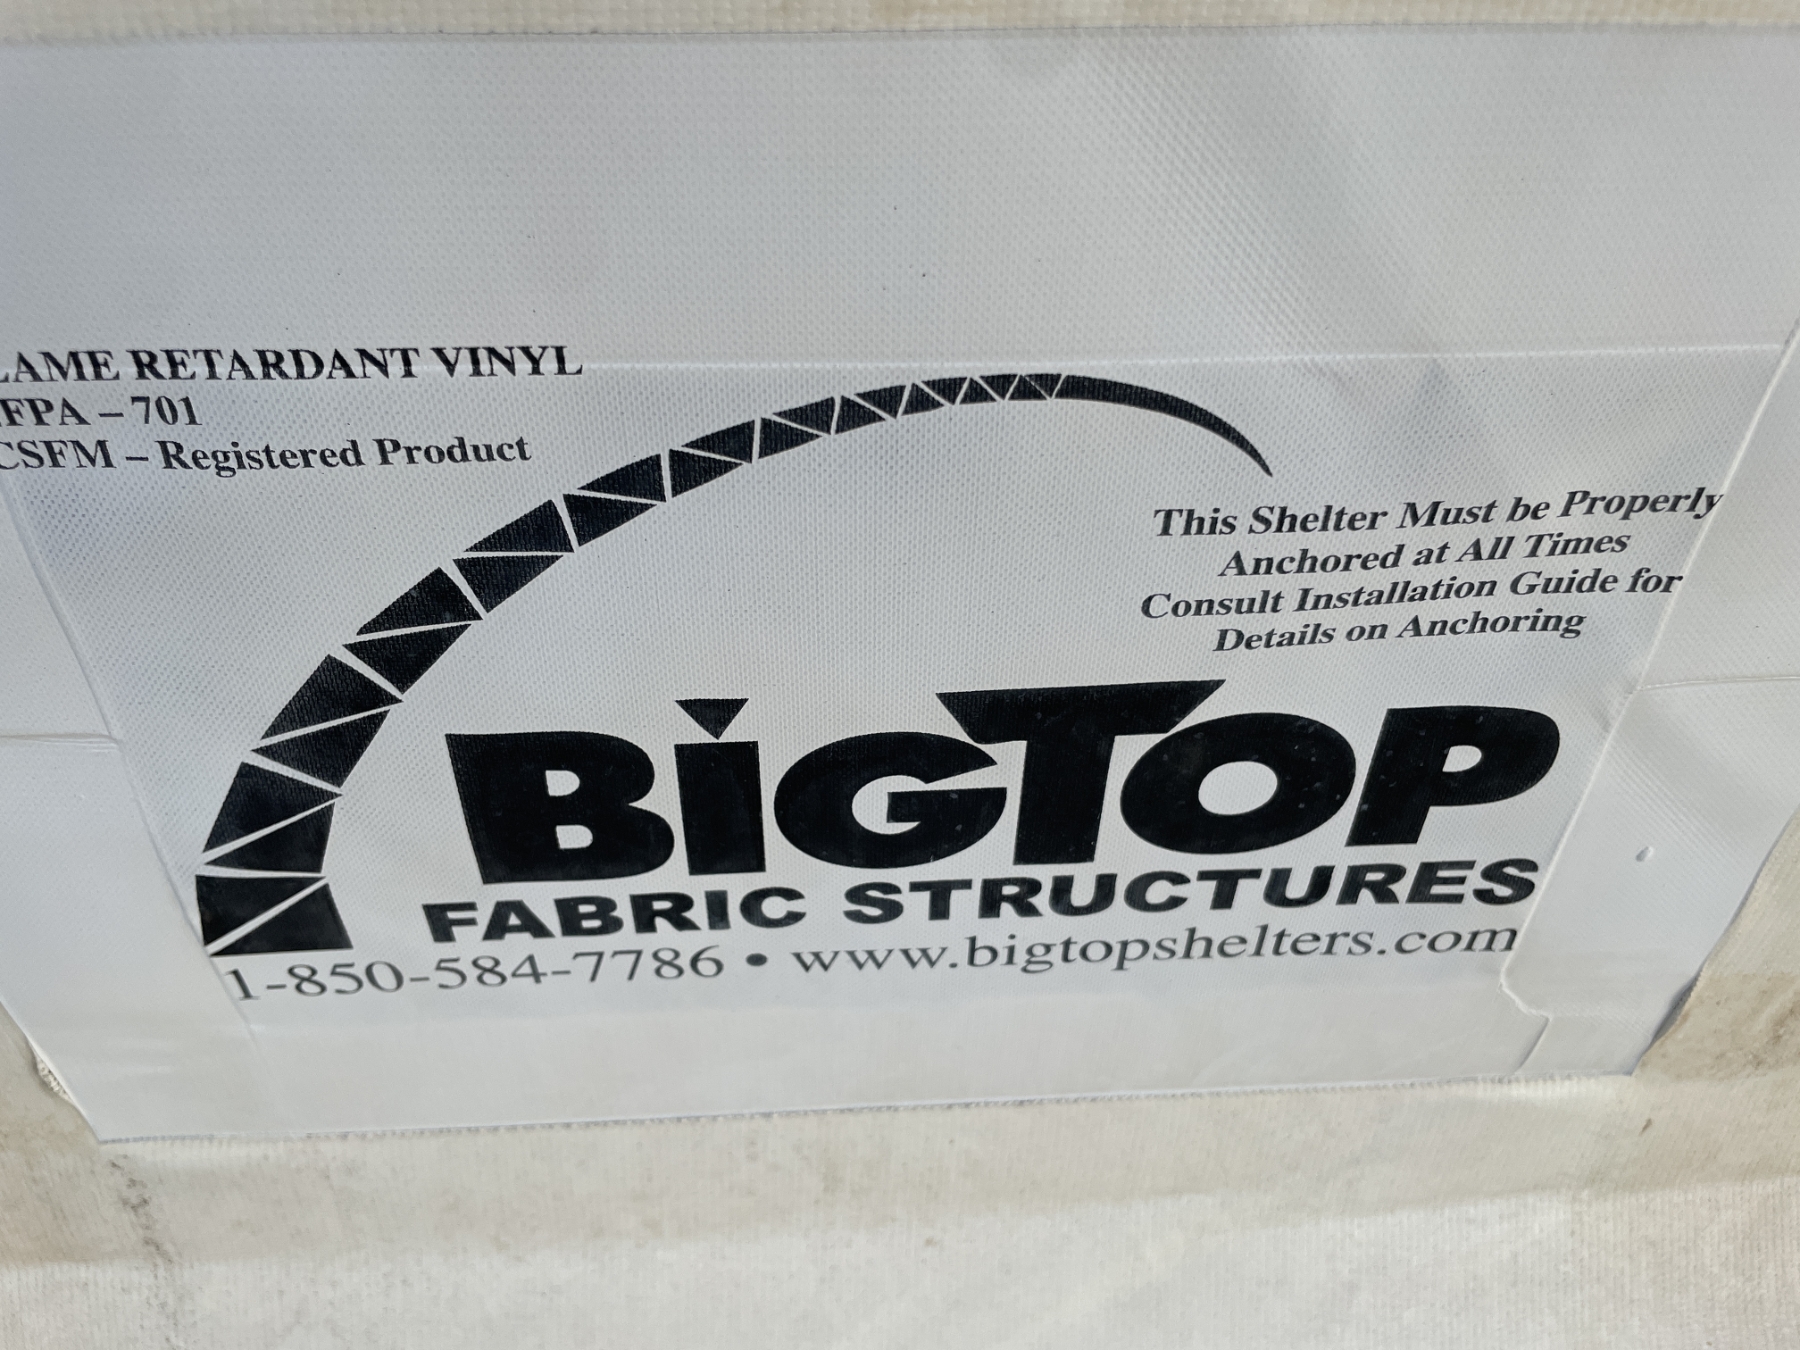 LAME RETARDANT VINYL
FPA – 701
CSFM – Registered Product
This Shelter Must be Properly
Anchored at All Times
Consult Installation Guide for
Details on Anchoring
BIGTOP
FABRIC STRUCTURES
1-850-584-7786 • www.bigtopshelters.com